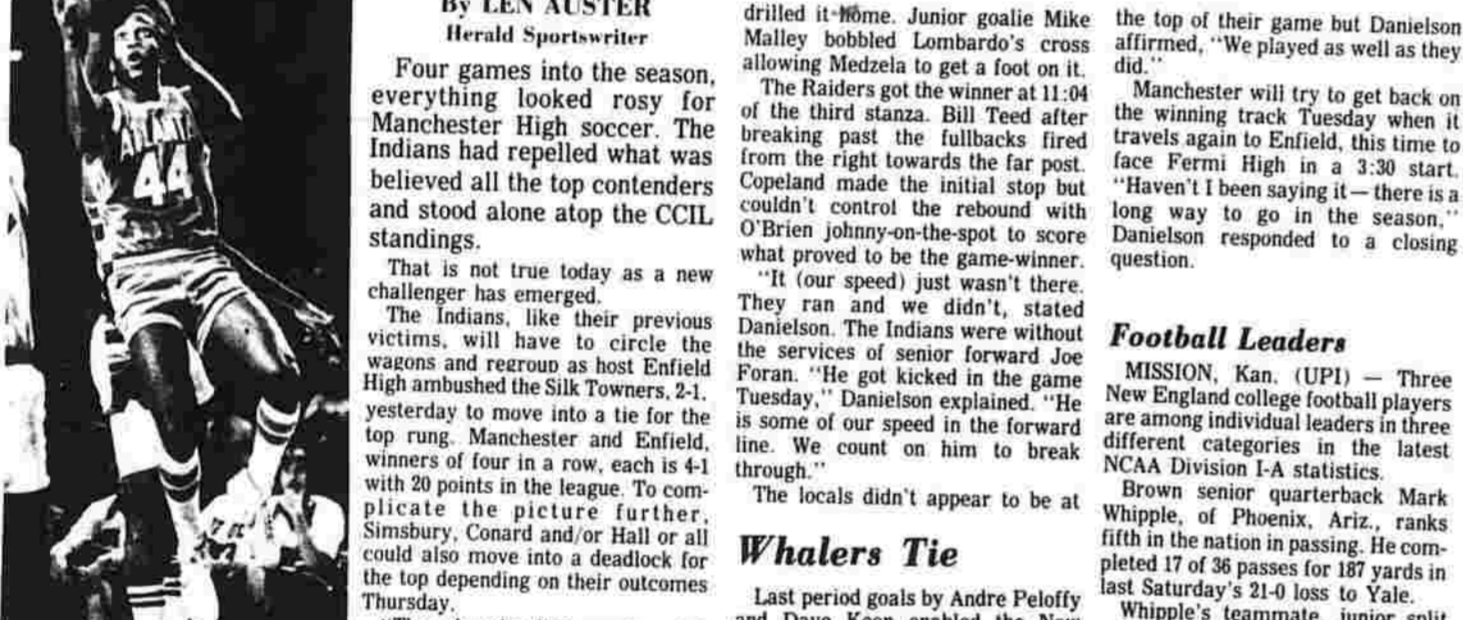 ATLANTA
44
By LEN AUSTER
Herald Sportswriter
Four games into the season,
everything looked rosy for
Manchester High soccer. The
Indians had repelled what was
believed all the top contenders
and stood alone atop the CCIL
standings.
That is not true today as a new
challenger has emerged.
The Indians, like their previous
victims, will have to circle the
wagons and regroup as host Enfield
High ambushed the Silk Towners, 2-1,
yesterday to move into a tie for the
top rung. Manchester and Enfield,
winners of four in a row, each is 4-1
with 20 points in the league. To com-
plicate the picture further,
Simsbury, Conard and/or Hall or all
could also move into a deadlock for
the top depending on their outcomes
Thursday.
drilled it home. Junior goalie Mike
Malley bobbled Lombardo's cross
allowing Medzela to get a foot on it.
The Raiders got the winner at 11:04
of the third stanza. Bill Teed after
breaking past the fullbacks fired
from the right towards the far post.
Copeland made the initial stop but
couldn't control the rebound with
O'Brien johnny-on-the-spot to score
what proved to be the game-winner.
"It (our speed) just wasn't there.
They ran and we didn't, stated
Danielson. The Indians were without
the services of senior forward Joe
Foran. "He got kicked in the game
Tuesday," Danielson explained. "He
is some of our speed in the forward
line. We count on him to break
through."
The locals didn't appear to be at
Whalers Tie
Last period goals by Andre Peloffy
and Dave Keon enabled the New
the top of their game but Danielson
affirmed, "We played as well as they
did."
Manchester will try to get back on
the winning track Tuesday when it
travels again to Enfield, this time to
face Fermi High in a 3:30 start.
"Haven't I been saying it — there is a
long way to go in the season,"
Danielson responded to a closing
question.
Football Leaders
MISSION, Kan. (UPI) — Three
New England college football players
are among individual leaders in three
different categories in the latest
NCAA Division I-A statistics.
Brown senior quarterback Mark
Whipple, of Phoenix, Ariz., ranks
fifth in the nation in passing. He com-
pleted 17 of 36 passes for 187 yards in
last Saturday's 21-0 loss to Yale.
Whipple's teammate, junior split